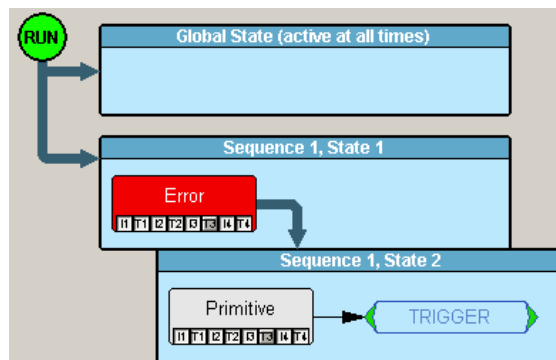 RUN
Global State (active at all times)
Sequence 1, State 1
Error
I1 T1 I2 T2 I3 T3 I4 T4
Sequence 1, State 2
Primitive
TRIGGER
I1 T1 I2 T2 I3 T3 I4 T4